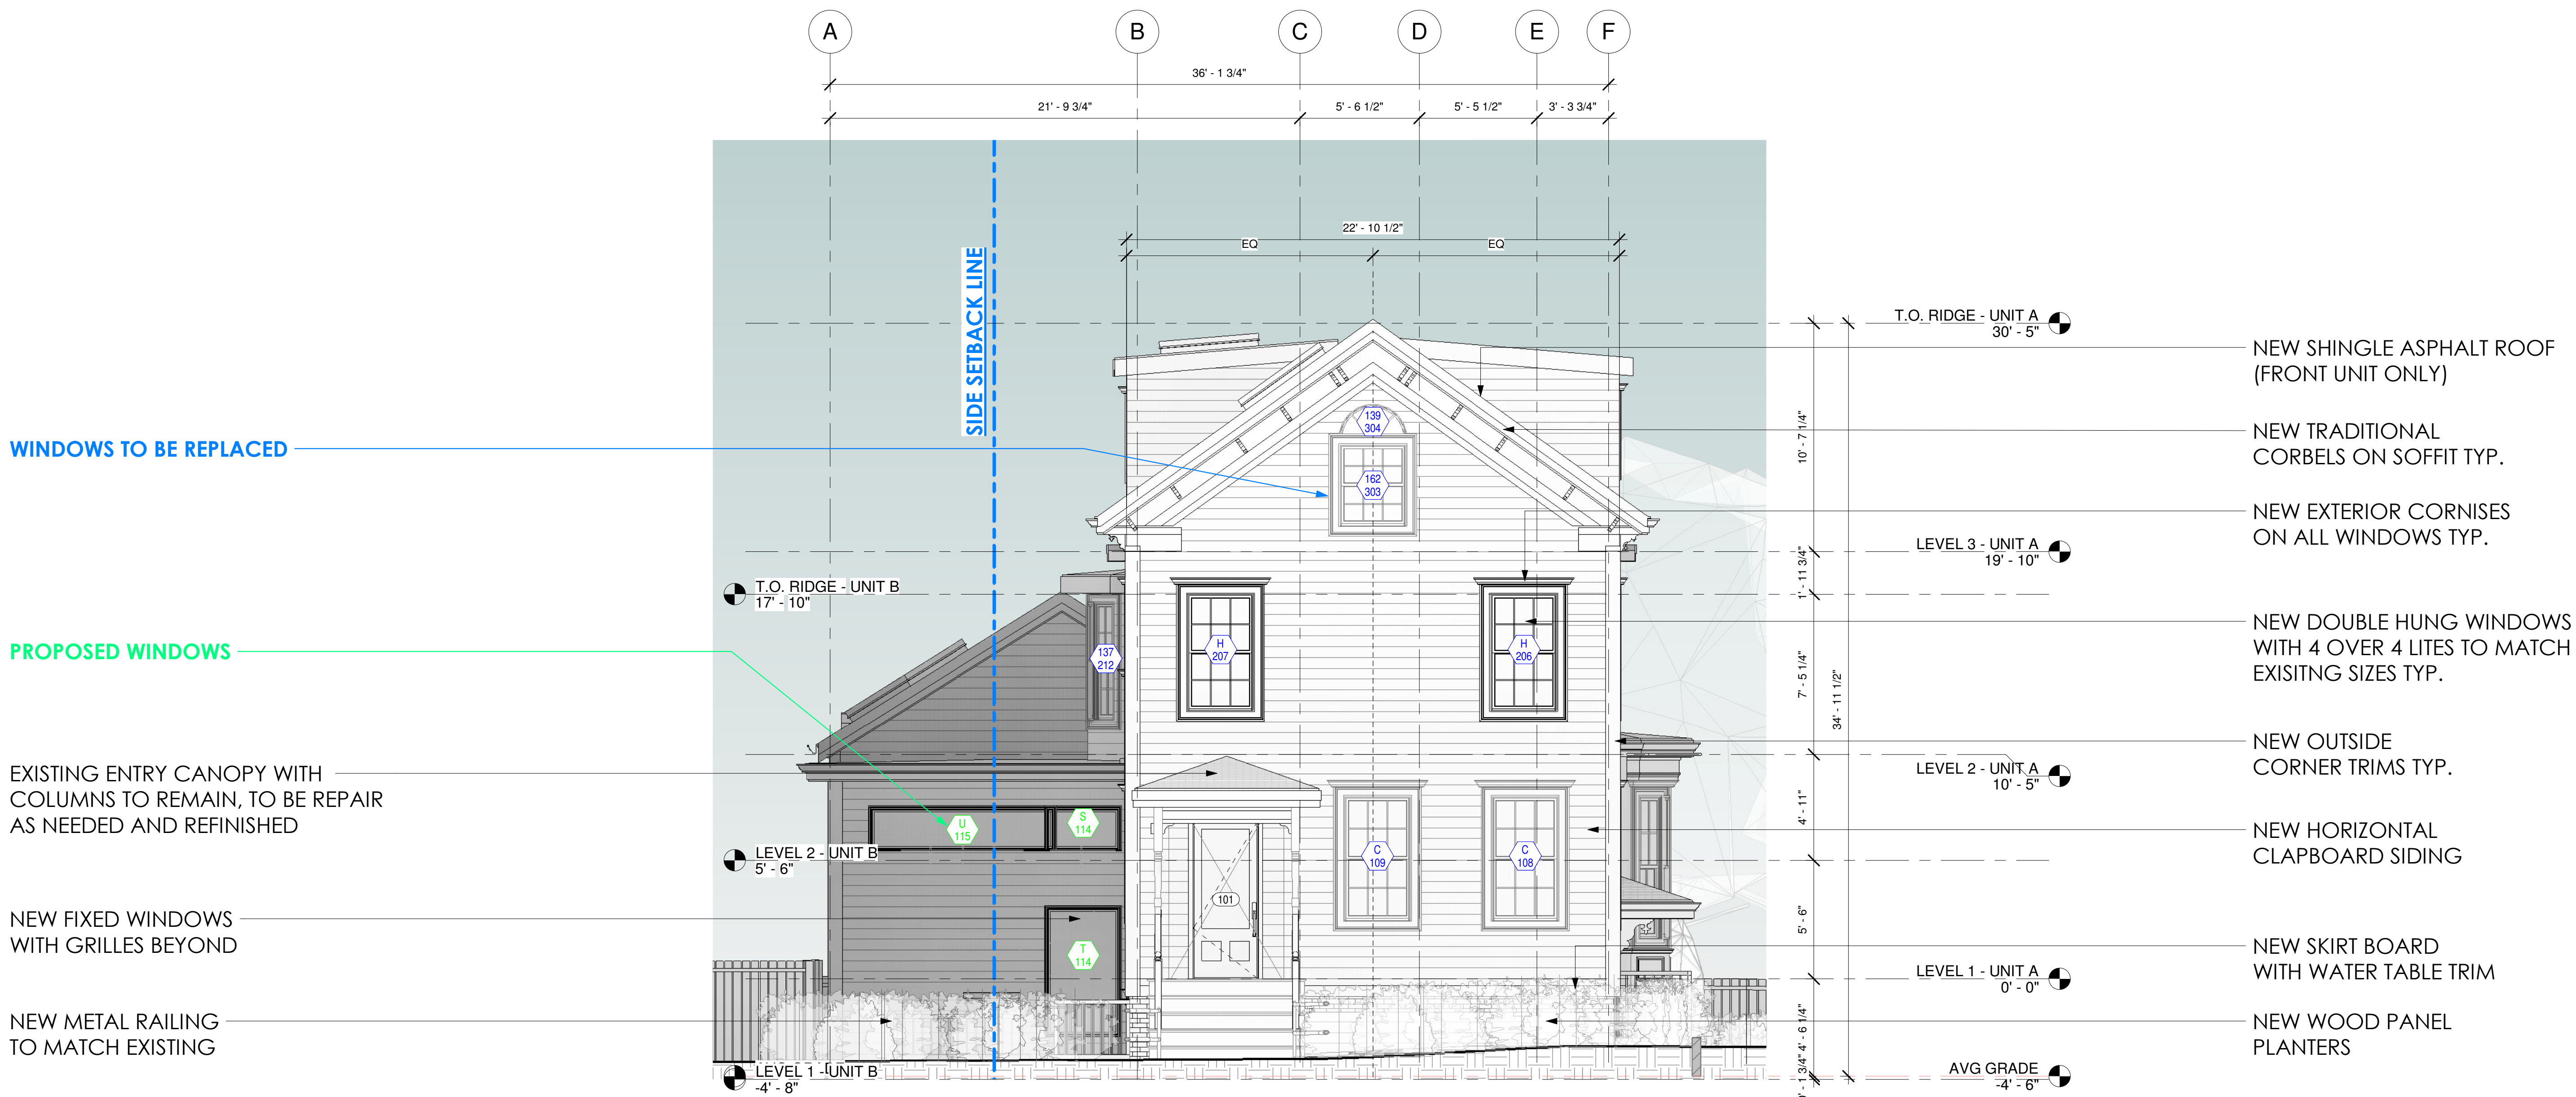 A
B
C
D
E
F
36' - 1 3/4"
21' - 9 3/4"
5' - 6 1/2"
5' - 5 1/2"
3' - 3 3/4"
22' - 10 1/2"
EQ
EQ
SIDE SETBACK LINE
WINDOWS TO BE REPLACED
PROPOSED WINDOWS
EXISTING ENTRY CANOPY WITH
COLUMNS TO REMAIN, TO BE REPAIR
AS NEEDED AND REFINISHED
NEW FIXED WINDOWS
WITH GRILLES BEYOND
NEW METAL RAILING
TO MATCH EXISTING
T.O. RIDGE - UNIT B
17' - 10"
LEVEL 2 - UNIT B
5' - 6"
LEVEL 1 - UNIT B
-4' - 8"
139
304
162
303
137
212
H
207
H
206
U
115
S
114
T
114
C
109
C
108
101
10' - 7 1/4"
1' - 11 3/4"
7' - 5 1/4"
4' - 11"
5' - 6"
4' - 6 1/4"
0' - 1 3/4"
34' - 11 1/2"
T.O. RIDGE - UNIT A
30' - 5"
LEVEL 3 - UNIT A
19' - 10"
LEVEL 2 - UNIT A
10' - 5"
LEVEL 1 - UNIT A
0' - 0"
AVG GRADE
-4' - 6"
NEW SHINGLE ASPHALT ROOF
(FRONT UNIT ONLY)
NEW TRADITIONAL
CORBELS ON SOFFIT TYP.
NEW EXTERIOR CORNISES
ON ALL WINDOWS TYP.
NEW DOUBLE HUNG WINDOWS
WITH 4 OVER 4 LITES TO MATCH
EXISITNG SIZES TYP.
NEW OUTSIDE
CORNER TRIMS TYP.
NEW HORIZONTAL
CLAPBOARD SIDING
NEW SKIRT BOARD
WITH WATER TABLE TRIM
NEW WOOD PANEL
PLANTERS